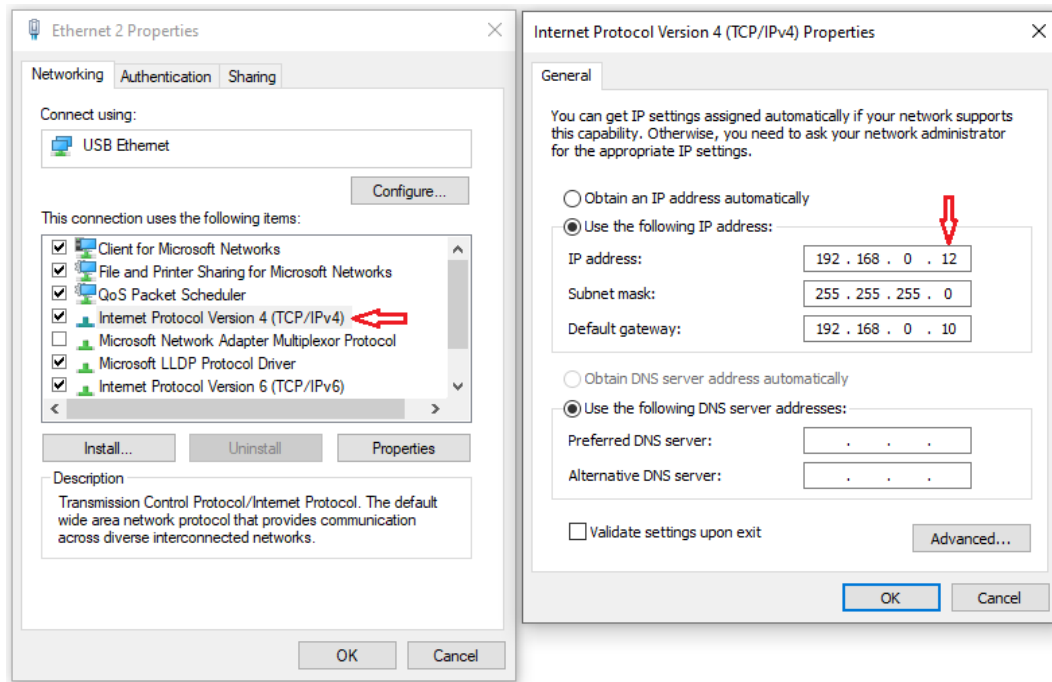 Ethernet 2 Properties
Networking
Authentication
Sharing
Connect using:
USB Ethernet
Configure...
This connection uses the following items:
Client for Microsoft Networks
File and Printer Sharing for Microsoft Networks
QoS Packet Scheduler
Internet Protocol Version 4 (TCP/IPv4)
Microsoft Network Adapter Multiplexor Protocol
Microsoft LLDP Protocol Driver
Internet Protocol Version 6 (TCP/IPv6)
Install...
Uninstall
Properties
Description
Transmission Control Protocol/Internet Protocol. The default
wide area network protocol that provides communication
across diverse interconnected networks.
OK
Cancel
Internet Protocol Version 4 (TCP/IPv4) Properties
General
You can get IP settings assigned automatically if your network supports
this capability. Otherwise, you need to ask your network administrator
for the appropriate IP settings.
Obtain an IP address automatically
Use the following IP address:
IP address: 192 . 168 . 0 . 12
Subnet mask: 255 . 255 . 255 . 0
Default gateway: 192 . 168 . 0 . 10
Obtain DNS server address automatically
Use the following DNS server addresses:
Preferred DNS server: . . .
Alternative DNS server: . . .
Validate settings upon exit
Advanced...
OK
Cancel